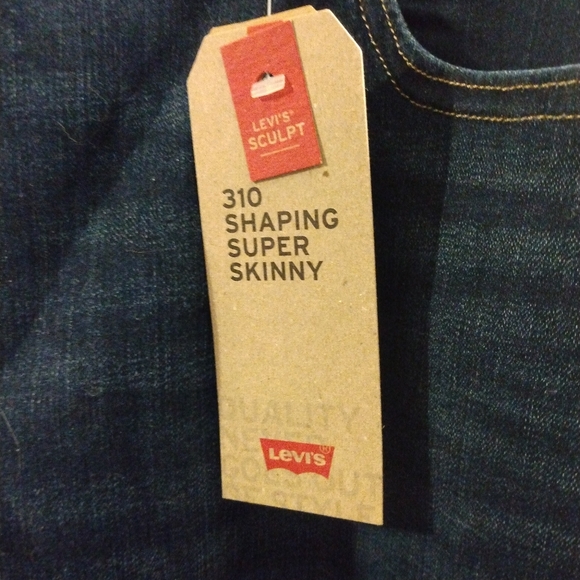 LEVI'S®
SCULPT
310
SHAPING
SUPER
SKINNY
QUALITY
LEVI'S®